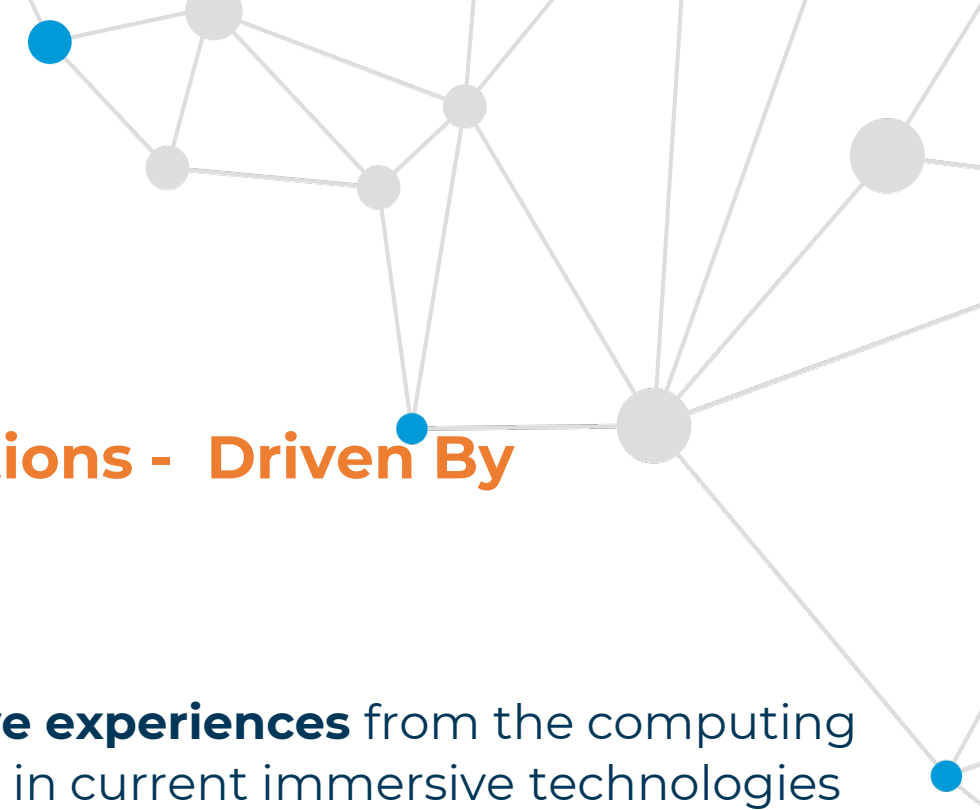 ions - Driven By
e experiences from the computing
in current immersive technologies